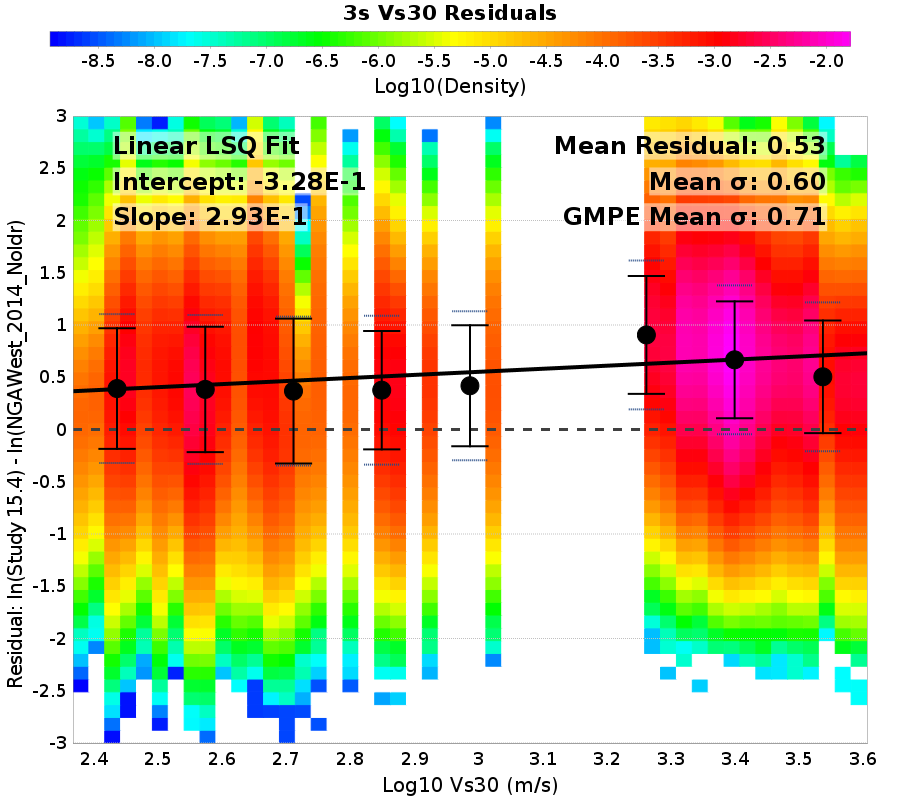 3s Vs30 Residuals
-8.5 -8.0 -7.5 -7.0 -6.5 -6.0 -5.5 -5.0 -4.5 -4.0 -3.5 -3.0 -2.5 -2.0
Log10(Density)
Linear LSQ Fit
Intercept: -3.28E-1
Slope: 2.93E-1
Mean Residual: 0.53
Mean σ: 0.60
GMPE Mean σ: 0.71
Residual: ln(Study 15.4) - ln(NGAWest_2014_NoIdr)
3
2.5
2
1.5
1
0.5
0
-0.5
-1
-1.5
-2
-2.5
-3
2.4 2.5 2.6 2.7 2.8 2.9 3 3.1 3.2 3.3 3.4 3.5 3.6
Log10 Vs30 (m/s)